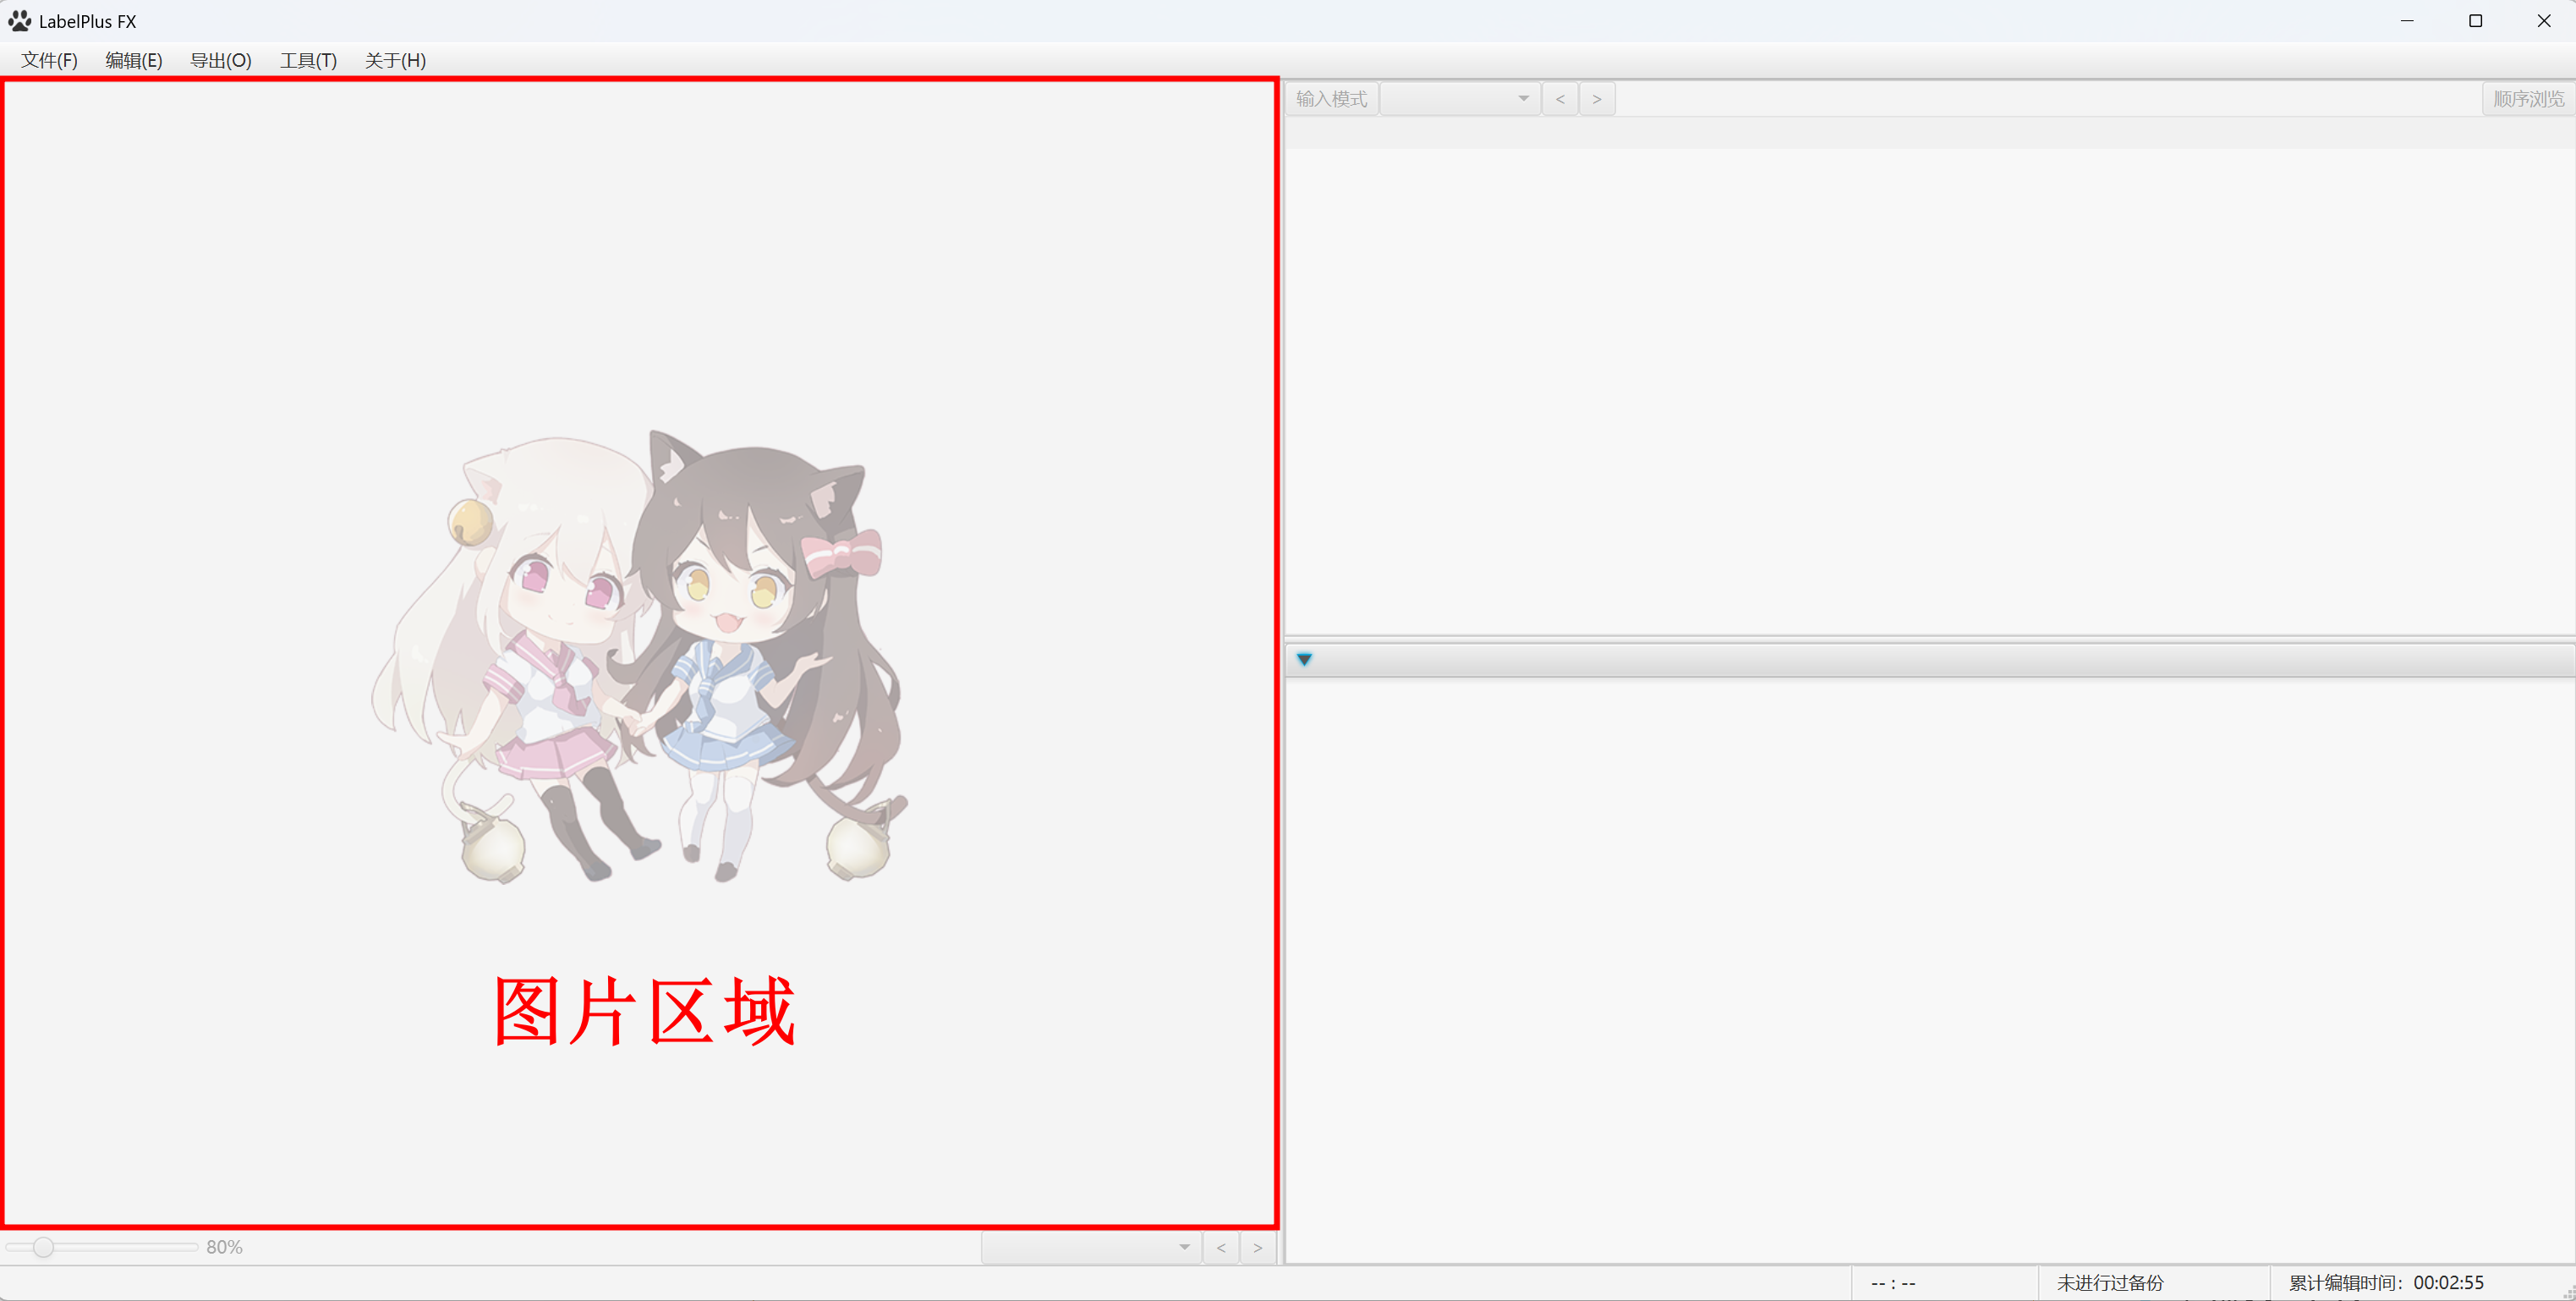 LabelPlus FX
文件(F) 编辑(E) 导出(O) 工具(T) 关于(H)
输入模式 < > 顺序浏览
图片区域
80% < >
-- : -- 未进行过备份 累计编辑时间：00:02:55